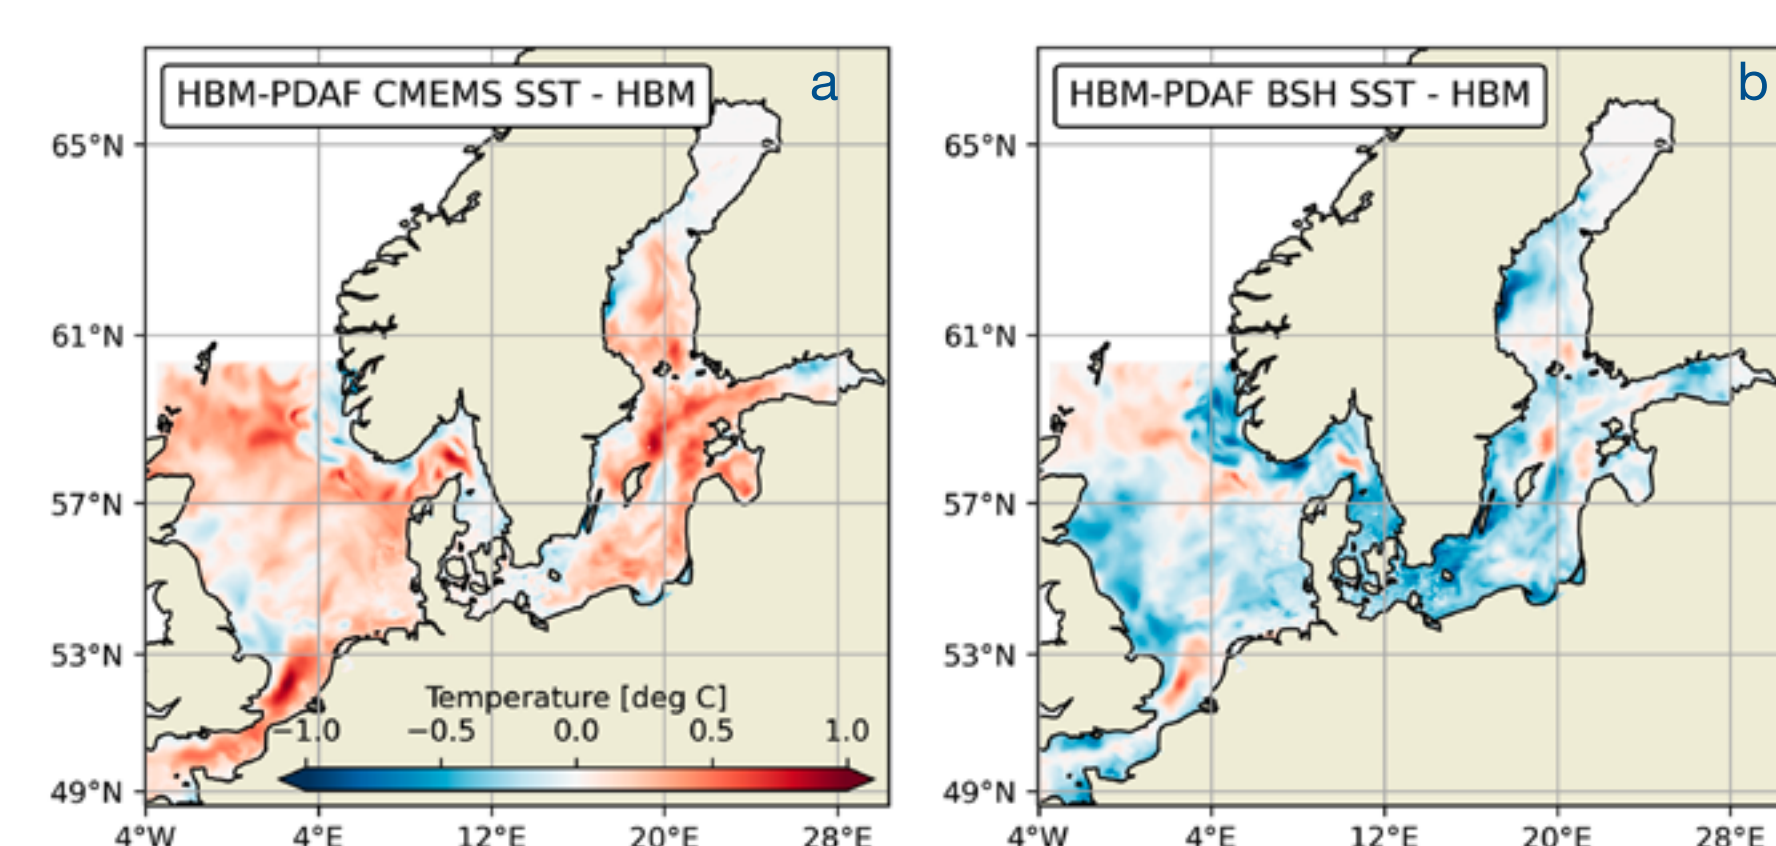 HBM-PDAF CMEMS SST - HBM
a
65°N
61°N
57°N
53°N
49°N
Temperature [deg C]
−1.0 −0.5 0.0 0.5 1.0
4°W 4°E 12°E 20°E 28°E
HBM-PDAF BSH SST - HBM
b
65°N
61°N
57°N
53°N
49°N
4°W 4°E 12°E 20°E 28°E